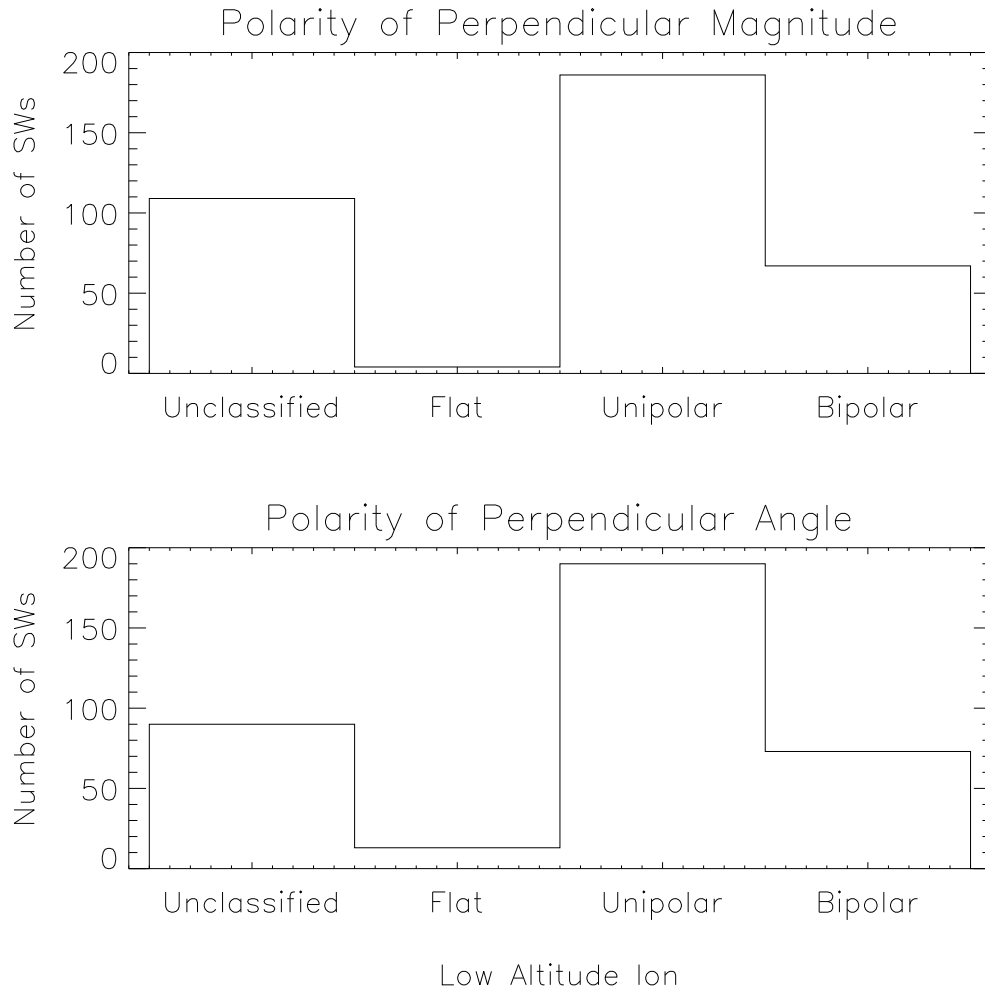 Polarity of Perpendicular Magnitude
Number of SWs
200
150
100
50
0
Unclassified Flat Unipolar Bipolar
Polarity of Perpendicular Angle
Number of SWs
200
150
100
50
0
Unclassified Flat Unipolar Bipolar
Low Altitude Ion